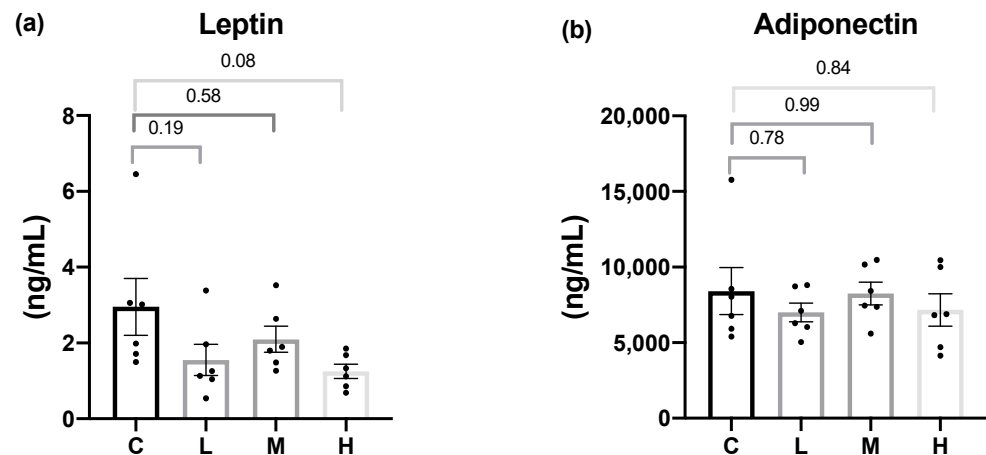 (a)
Leptin
0.08
0.58
0.19
8
6
4
2
0
(ng/mL)
C L M H
(b)
Adiponectin
0.84
0.99
0.78
20,000
15,000
10,000
5,000
0
(ng/mL)
C L M H